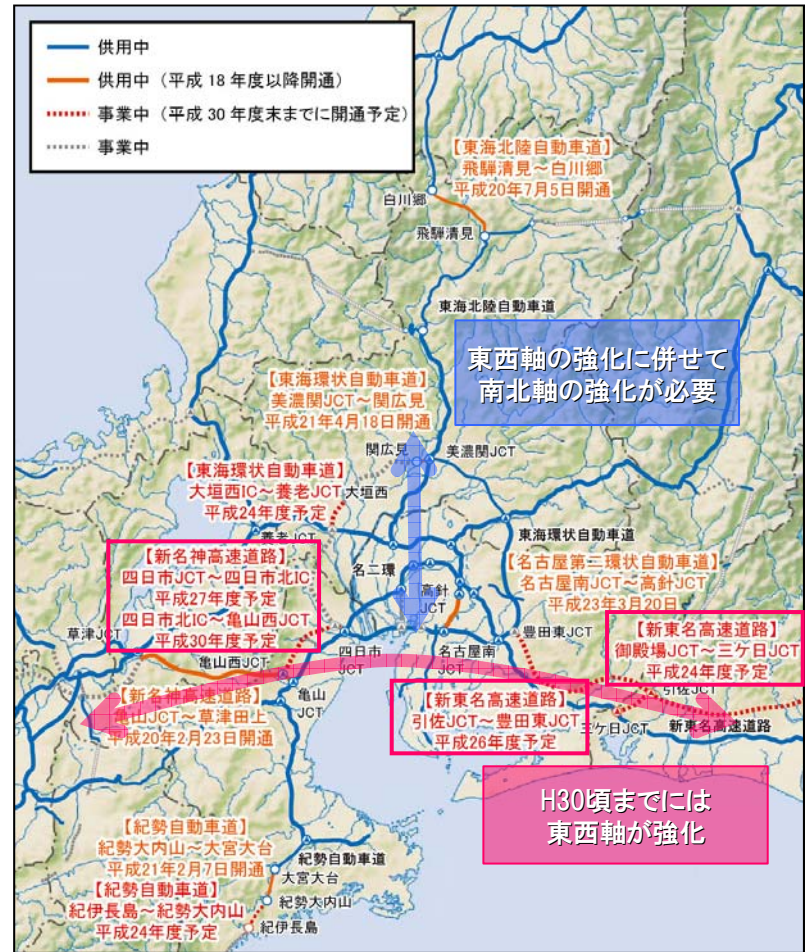 供用中
供用中（平成 18 年度以降開通）
事業中（平成 30 年度末までに開通予定）
事業中
【東海北陸自動車道】
飛騨清見～白川郷
平成20年7月5日開通
白川郷
飛騨清見
東海北陸自動車道
東西軸の強化に併せて
南北軸の強化が必要
【東海環状自動車道】
美濃関JCT～関広見
平成21年4月18日開通
関広見
美濃関JCT
【東海環状自動車道】
大垣西IC～養老JCT
平成24年度予定
大垣西
養老JCT
東海環状自動車道
【新名神高速道路】
四日市JCT～四日市北IC
平成27年度予定
四日市北IC～亀山西JCT
平成30年度予定
名二環
高針
JCT
【名古屋第二環状自動車道】
名古屋南JCT～高針JCT
平成23年3月20日
草津JCT
亀山西JCT
四日市
JCT
名古屋南
JCT
豊田東JCT
【新東名高速道路】
御殿場JCT～三ケ日JCT
平成24年度予定
引佐JCT
亀山
JCT
【新名神高速道路】
亀山JCT～草津田上
平成20年2月23日開通
【新東名高速道路】
引佐JCT～豊田東JCT
平成26年度予定
三ケ日JCT
新東名高速道路
H30頃までには
東西軸が強化
【紀勢自動車道】
紀勢大内山～大宮大台
平成21年2月7日開通
紀勢自動車道
大宮大台
【紀勢自動車道】
紀伊長島～紀勢大内山
平成24年度予定
紀勢大内山
紀伊長島